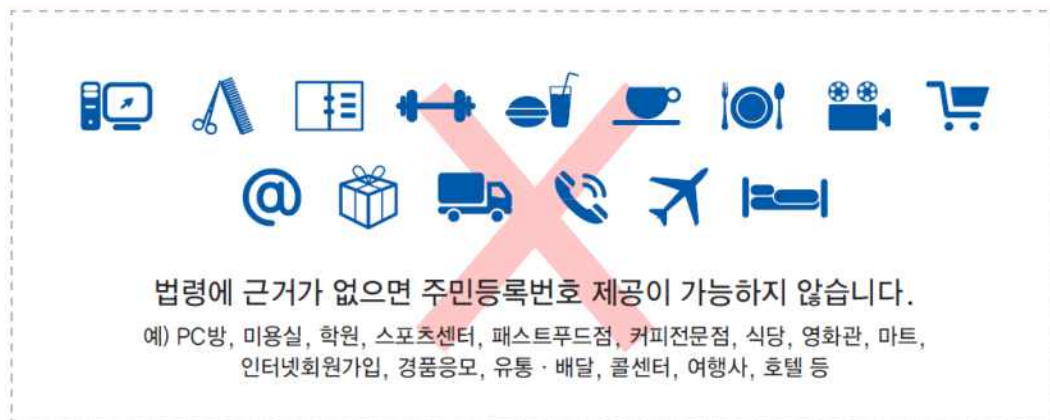 @
법령에 근거가 없으면 주민등록번호 제공이 가능하지 않습니다.
예) PC방, 미용실, 학원, 스포츠센터, 패스트푸드점, 커피전문점, 식당, 영화관, 마트,
인터넷회원가입, 경품응모, 유통 · 배달, 콜센터, 여행사, 호텔 등